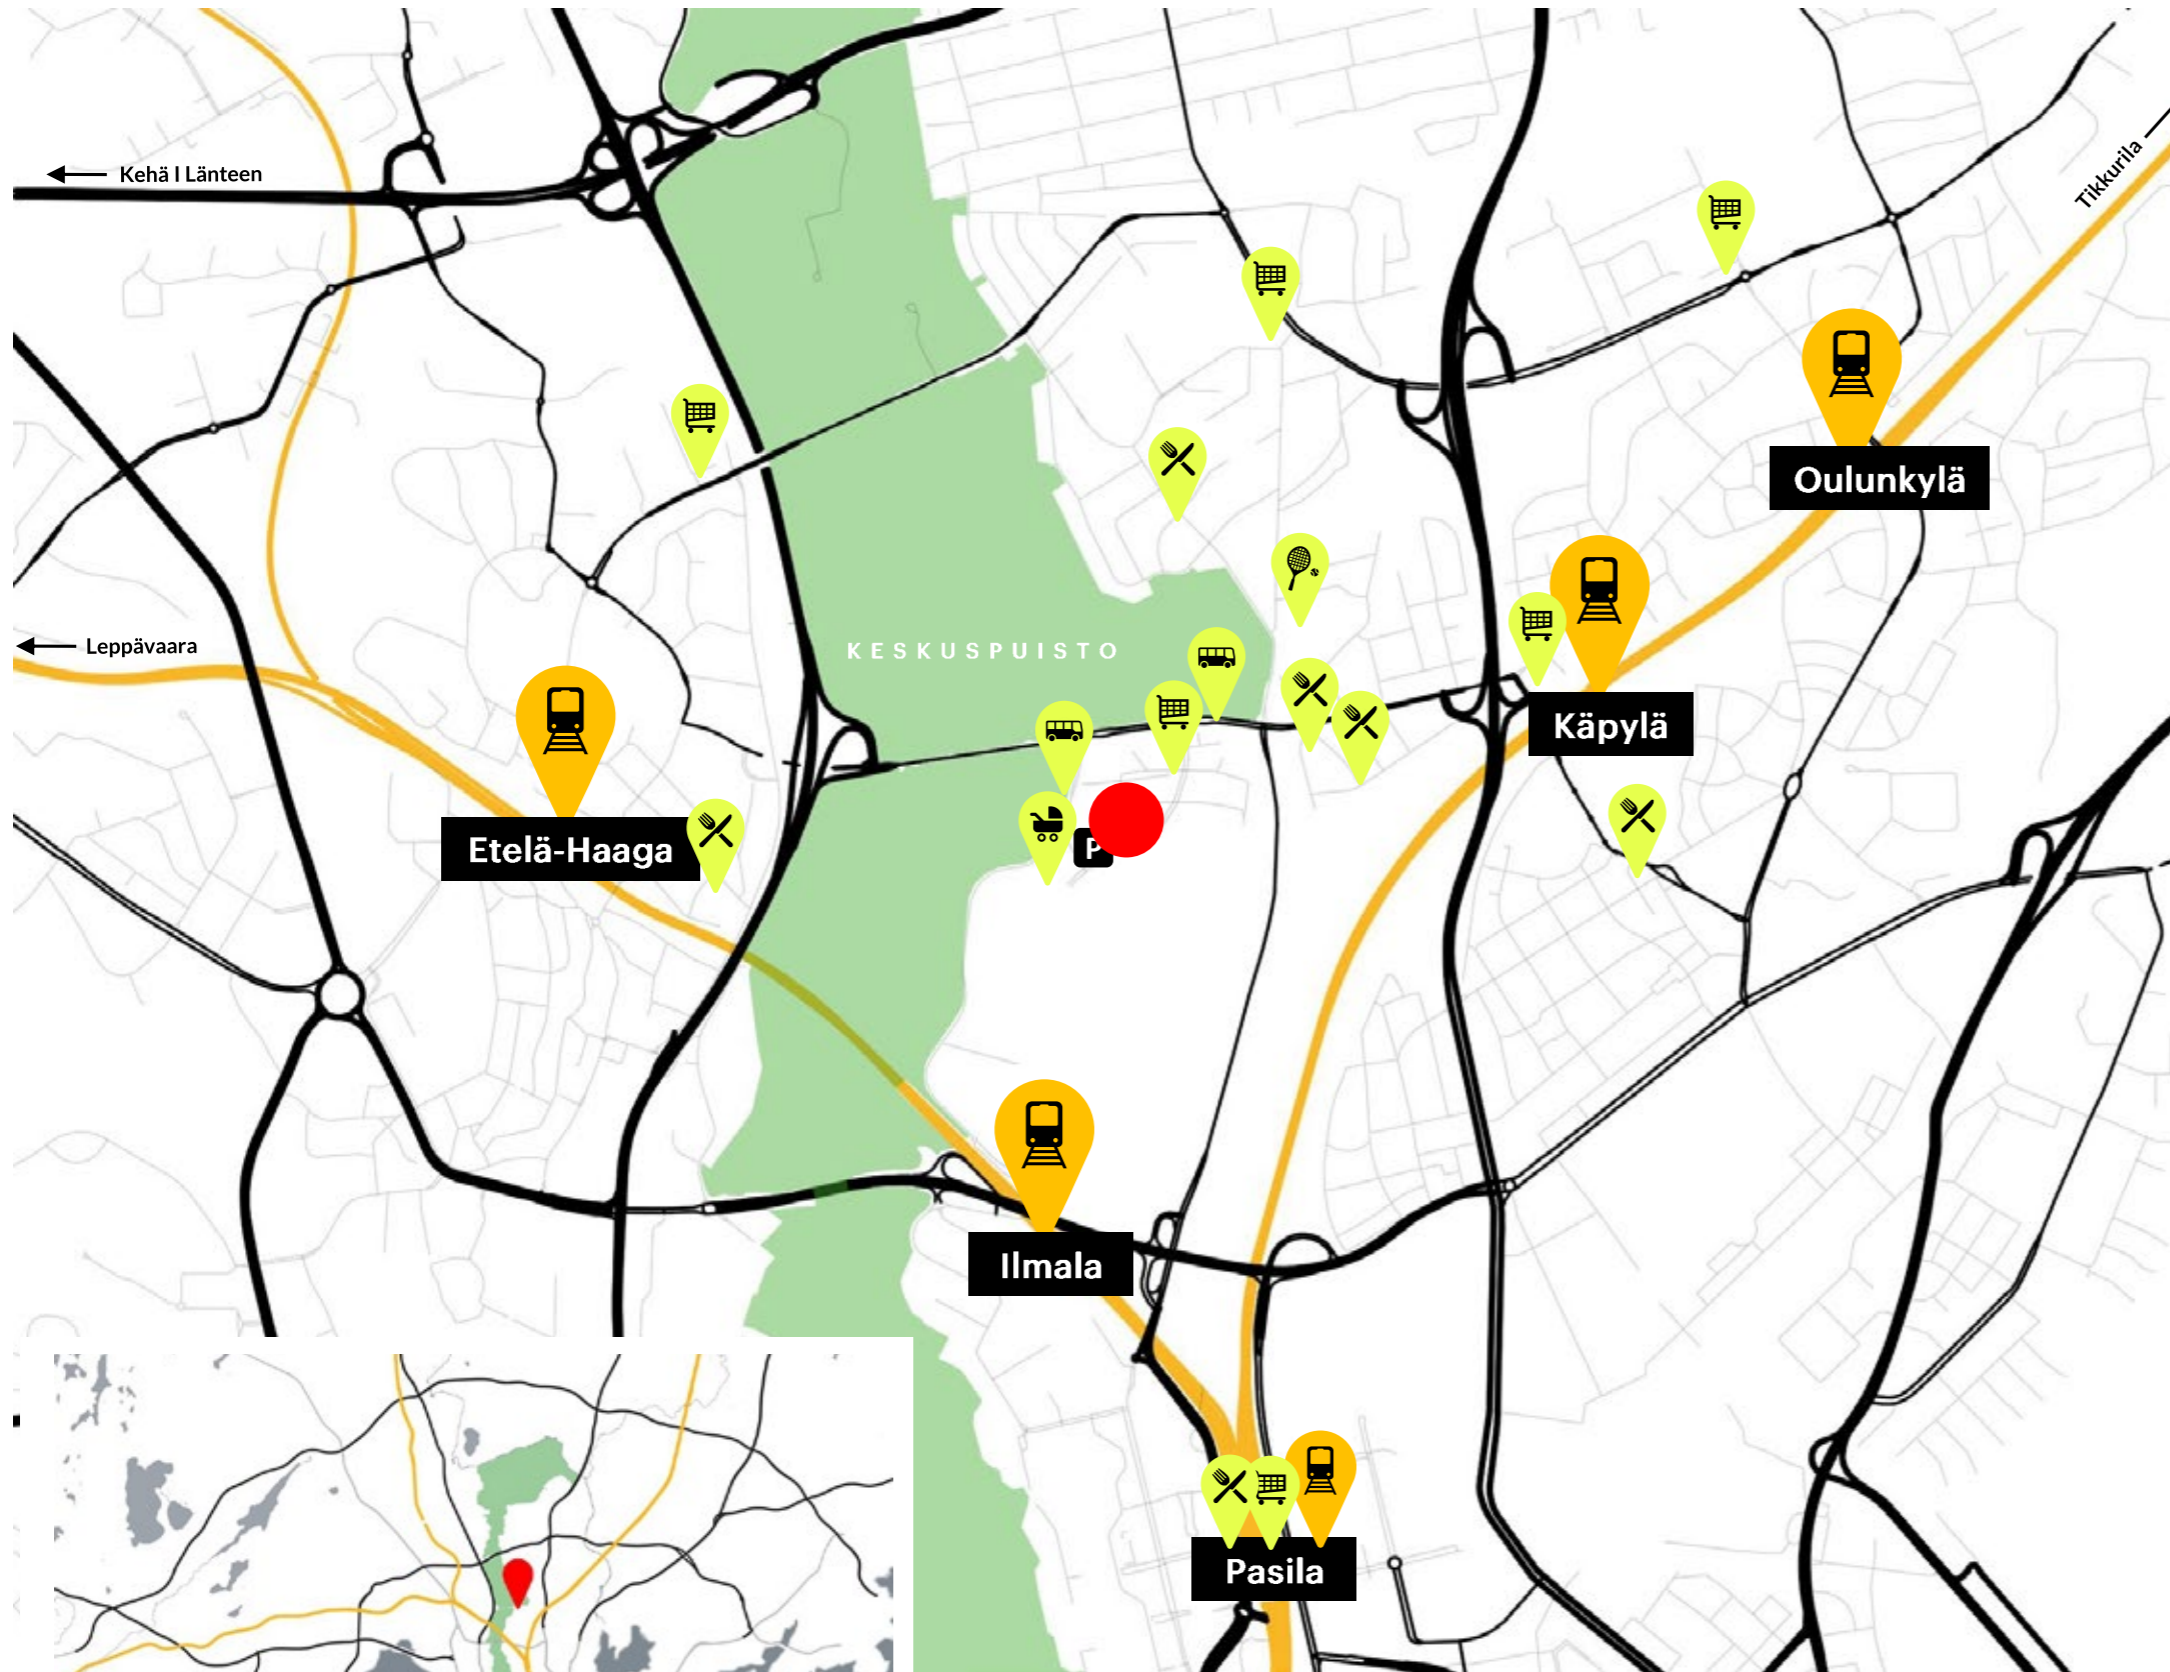 Kehä I Länteen
Tikkurila
Oulunkylä
Leppävaara
KESKUSPUISTO
Käpylä
Etelä-Haaga
P
Ilmala
Pasila